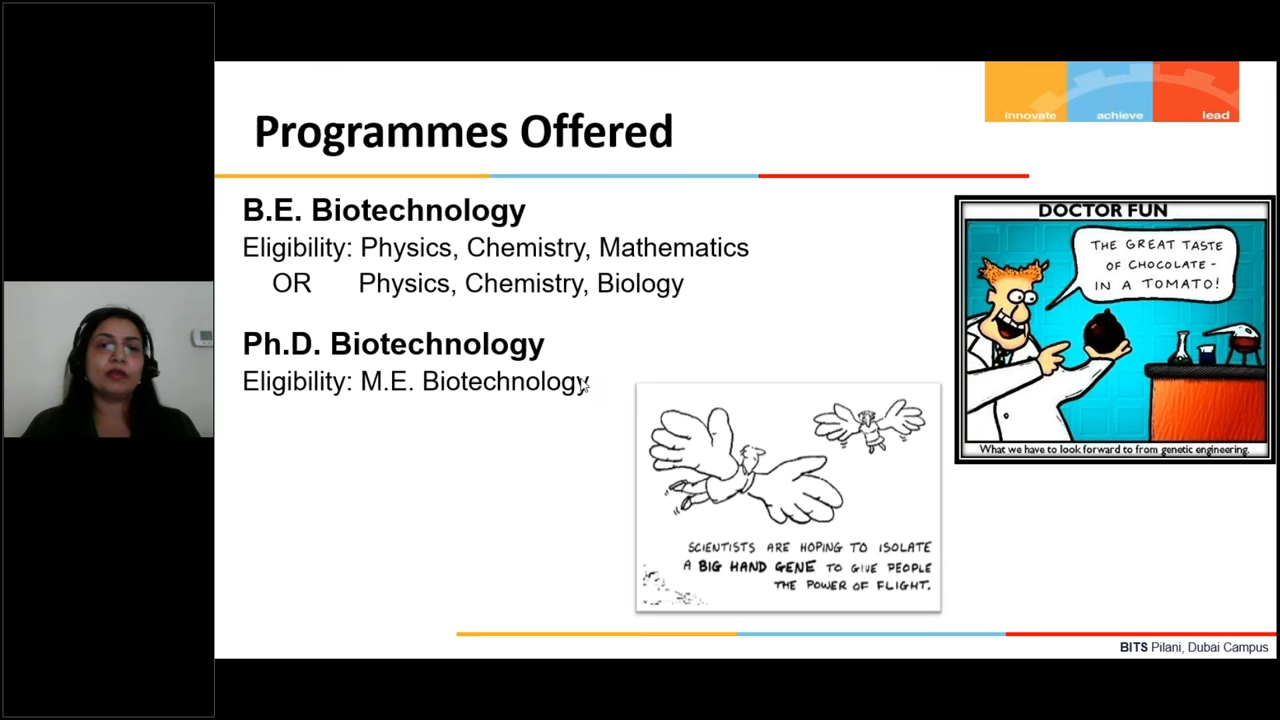 innovate achieve lead
Programmes Offered
B.E. Biotechnology
Eligibility: Physics, Chemistry, Mathematics
OR Physics, Chemistry, Biology
Ph.D. Biotechnology
Eligibility: M.E. Biotechnology
DOCTOR FUN
THE GREAT TASTE
OF CHOCOLATE -
IN A TOMATO!
What we have to look forward to from genetic engineering.
SCIENTISTS ARE HOPING TO ISOLATE
A BIG HAND GENE TO GIVE PEOPLE
THE POWER OF FLIGHT.
BITS Pilani, Dubai Campus